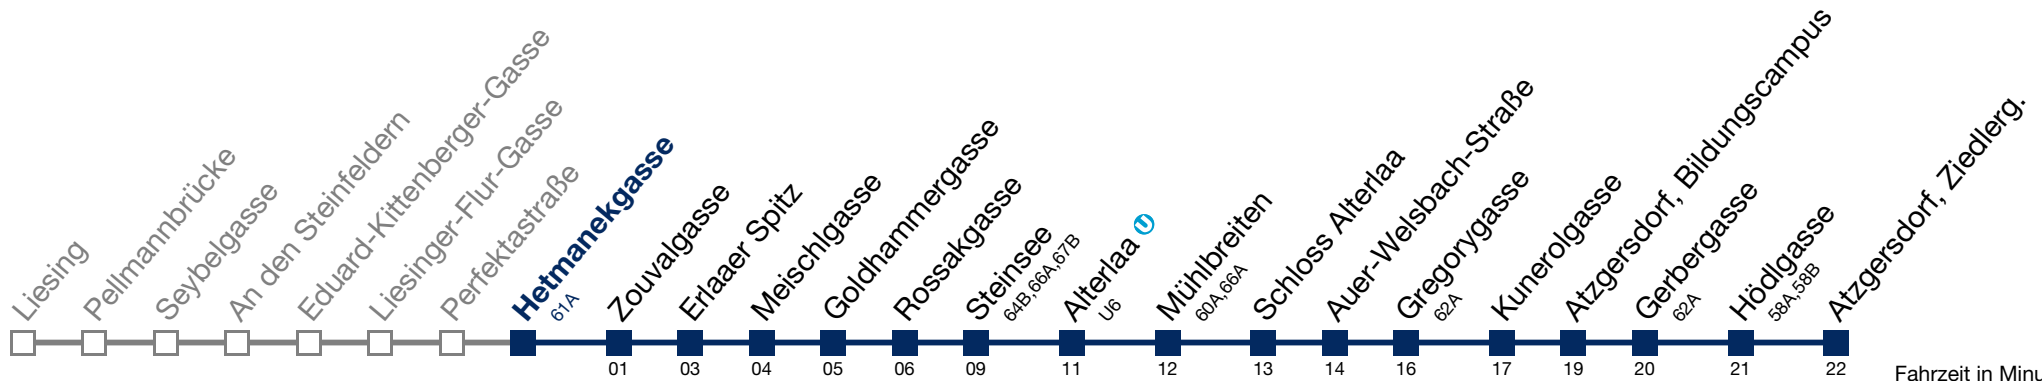 Liesing
Pellmannbrücke
Seybelgasse
An den Steinfeldern
Eduard-Kittenberger-Gasse
Liesinger-Flur-Gasse
Perfektastraße
Hetmanekgasse
61A
Zouvalgasse
Erlaaer Spitz
Meischlgasse
Goldhammergasse
Rossakgasse
Steinsee
64B,66A,67B
Alterlaa U
U6
Mühlbreiten
60A,66A
Schloss Alterlaa
Auer-Welsbach-Straße
Gregorygasse
62A
Kunerolgasse
Atzgersdorf, Bildungscampus
Gerbergasse
62A
Hödlgasse
58A,58B
Atzgersdorf, Ziedlerg.
01 03 04 05 06 09 11 12 13 14 16 17 19 20 21 22
Fahrzeit in Minu